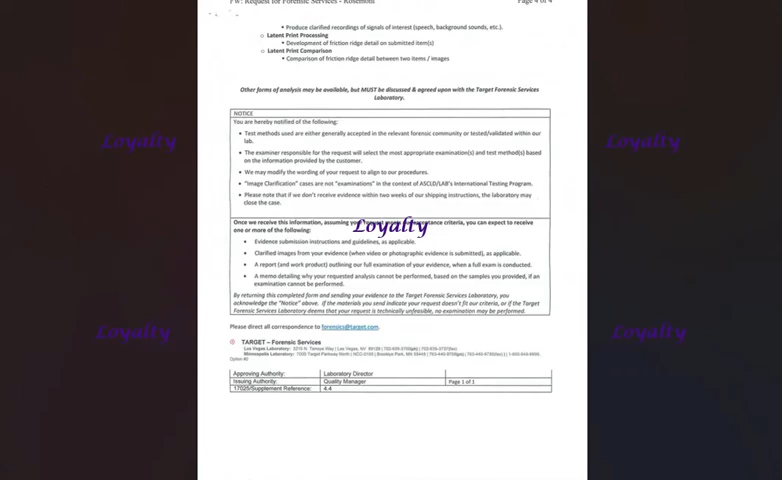 FW: Request for Forensic Services - Rosemont Page 4 of 4
Produce clarified recordings of signals of interest (speech, background sounds, etc.).
Latent Print Processing
Development of friction ridge detail on submitted item(s)
Latent Print Comparison
Comparison of friction ridge detail between two items / images
Other forms of analysis may be available, but MUST be discussed & agreed upon with the Target Forensic Services
Laboratory.
NOTICE
You are hereby notified of the following:
Test methods used are either generally accepted in the relevant forensic community or tested/validated within our
lab.
The examiner responsible for the request will select the most appropriate examination(s) and test method(s) based
on the information provided by the customer.
We may modify the wording of your request to align to our procedures.
"Image Clarification" cases are not "examinations" in the context of ASCLD/LAB's International Testing Program.
Please note that if we don't receive evidence within two weeks of our shipping instructions, the laboratory may
close the case.
Loyalty Loyalty
Once we receive this information, assuming your acceptance criteria, you can expect to receive
one or more of the following:
Loyalty
Evidence submission instructions and guidelines, as applicable.
Clarified images from your evidence (when video or photographic evidence is submitted), as applicable.
A report (and work product) outlining our full examination of your evidence, when a full exam is conducted.
A memo detailing why your requested analysis cannot be performed, based on the samples you provided, if an
examination cannot be performed.
By returning this completed form and sending your evidence to the Target Forensic Services Laboratory, you
acknowledge the "Notice" above. If the materials you send indicate your request doesn't fit our criteria, or if the Target
Forensic Services Laboratory deems that your request is technically unfeasible, no examination may be performed.
Please direct all correspondence to forensics@target.com.
Loyalty Loyalty
TARGET – Forensic Services
Las Vegas Laboratory:
Minneapolis Laboratory:
Option #2
Approving Authority: Laboratory Director
Issuing Authority: Quality Manager Page 1 of 1
17025/Supplement Reference: 4.4